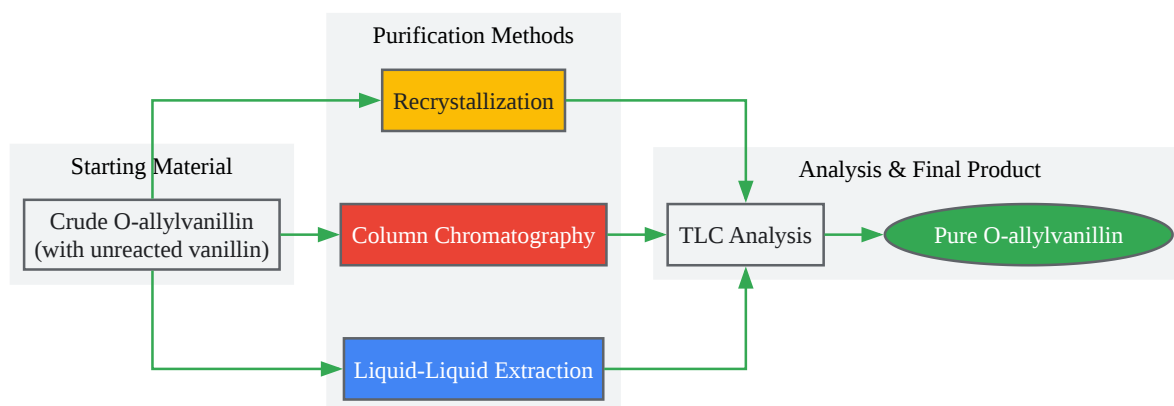 Purification Methods
Recrystallization
Starting Material
Crude O-allylvanillin
(with unreacted vanillin)
Column Chromatography
Liquid-Liquid Extraction
Analysis & Final Product
TLC Analysis
Pure O-allylvanillin